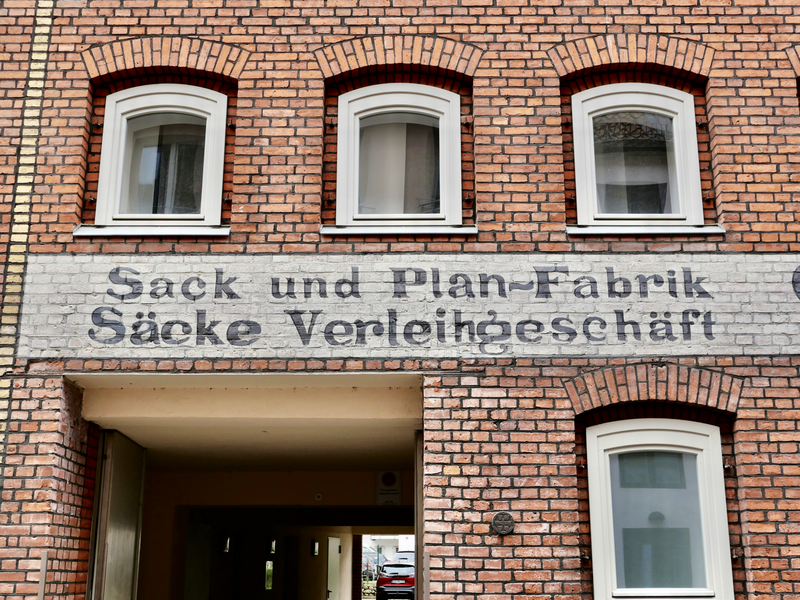 Sack und Plan-Fabrik
Säcke Verleihgeschäft